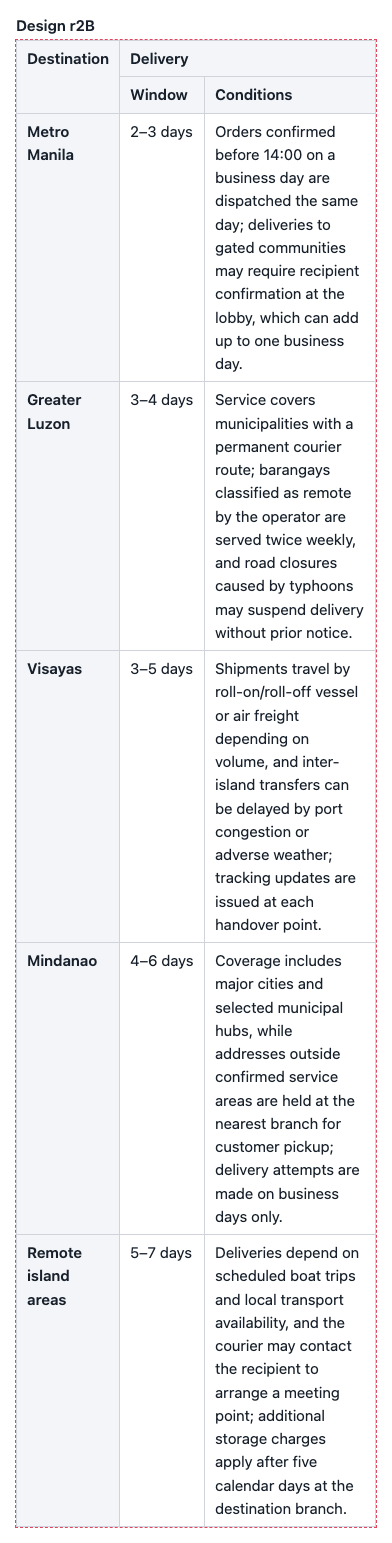 Design r2B
Destination
Delivery
Window
Conditions
Metro
Manila
2–3 days
Orders confirmed
before 14:00 on a
business day are
dispatched the same
day; deliveries to
gated communities
may require recipient
confirmation at the
lobby, which can add
up to one business
day.
Greater
Luzon
3–4 days
Service covers
municipalities with a
permanent courier
route; barangays
classified as remote
by the operator are
served twice weekly,
and road closures
caused by typhoons
may suspend delivery
without prior notice.
Visayas
3–5 days
Shipments travel by
roll-on/roll-off vessel
or air freight
depending on
volume, and inter-
island transfers can
be delayed by port
congestion or
adverse weather;
tracking updates are
issued at each
handover point.
Mindanao
4–6 days
Coverage includes
major cities and
selected municipal
hubs, while
addresses outside
confirmed service
areas are held at the
nearest branch for
customer pickup;
delivery attempts are
made on business
days only.
Remote
island
areas
5–7 days
Deliveries depend on
scheduled boat trips
and local transport
availability, and the
courier may contact
the recipient to
arrange a meeting
point; additional
storage charges
apply after five
calendar days at the
destination branch.